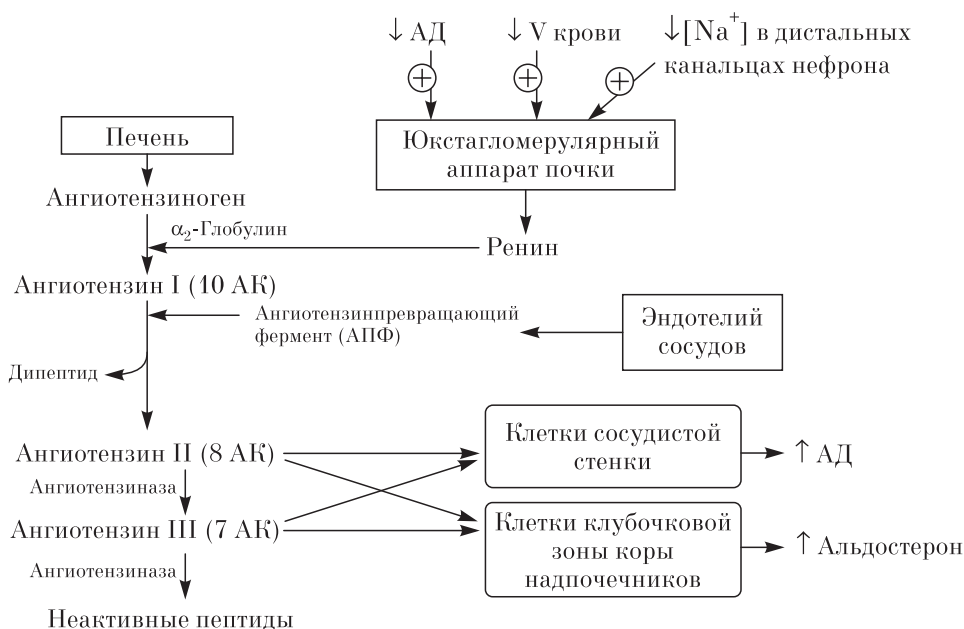 ↓ АД
↓ V крови
↓[Na⁺] в дистальных
канальцах нефрона
+
+
+
Печень
Юкстагломерулярный
аппарат почки
Ангиотензиноген
α₂-Глобулин
Ренин
Ангиотензин I (10 АК)
Ангиотензинпревращающий
фермент (АПФ)
Эндотелий
сосудов
Дипептид
Ангиотензин II (8 АК)
Клетки сосудистой
стенки
↑ АД
Ангиотензиназа
Ангиотензин III (7 АК)
Клетки клубочковой
зоны коры
надпочечников
↑ Альдостерон
Ангиотензиназа
Неактивные пептиды